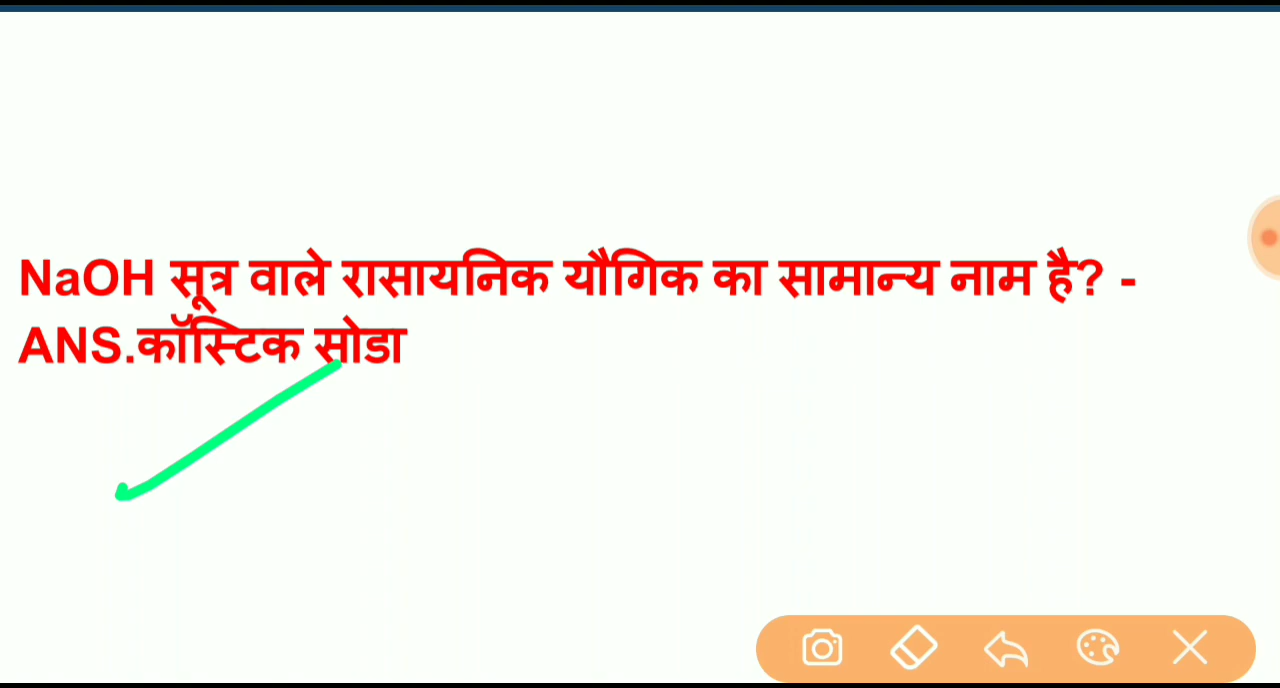 NaOH सूत्र वाले रासायनिक यौगिक का सामान्य नाम है? -
ANS.कॉस्टिक सोडा